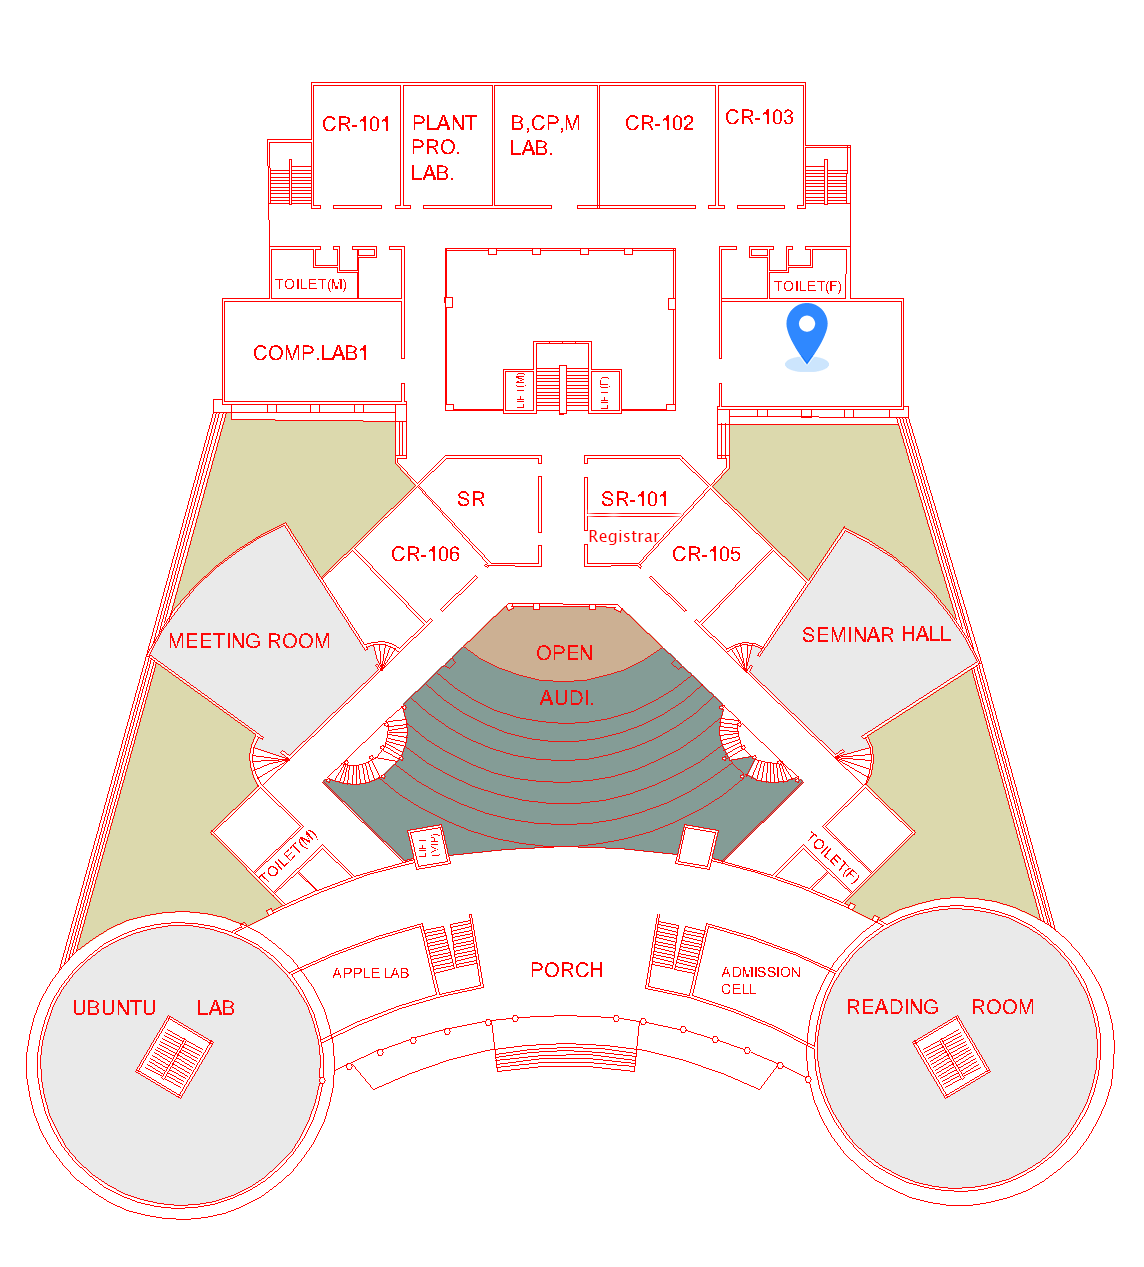 CR-101
PLANT
PRO.
LAB.
B,CP,M
LAB.
CR-102
CR-103
TOILET(M)
TOILET(F)
COMP.LAB1
LIFT(M)
LIFT(F)
SR
SR-101
Registrar
CR-106
CR-105
MEETING ROOM
SEMINAR HALL
OPEN
AUDI.
TOILET(M)
LIFT
(VIP)
TOILET(F)
APPLE LAB
PORCH
ADMISSION
CELL
UBUNTU LAB
READING ROOM